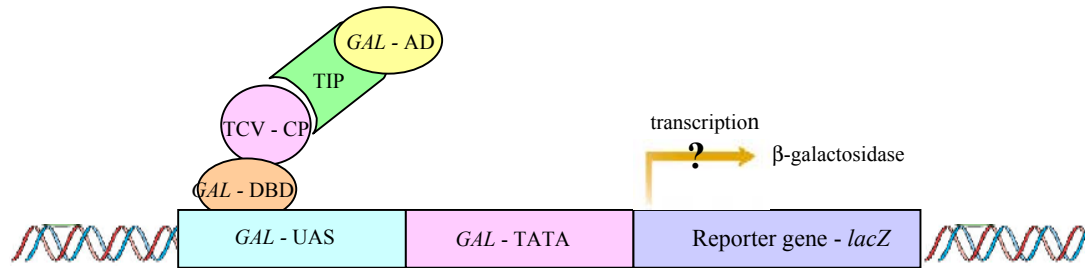 GAL - AD
TIP
TCV - CP
transcription
?
β-galactosidase
GAL - DBD
GAL - UAS
GAL - TATA
Reporter gene - lacZ